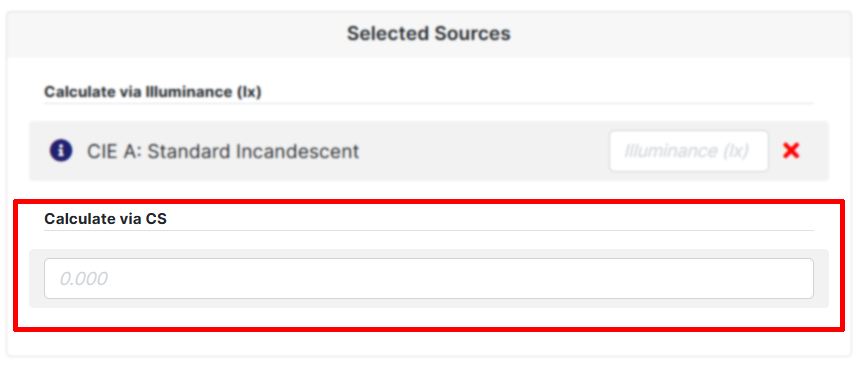 Selected Sources
Calculate via Illuminance (lx)
CIE A: Standard Incandescent Illuminance (lx)
Calculate via CS
0.000